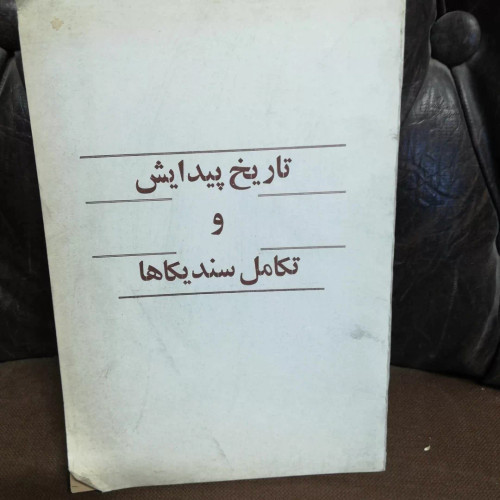 تاریخ پیدایش
و
تکامل سندیکاها